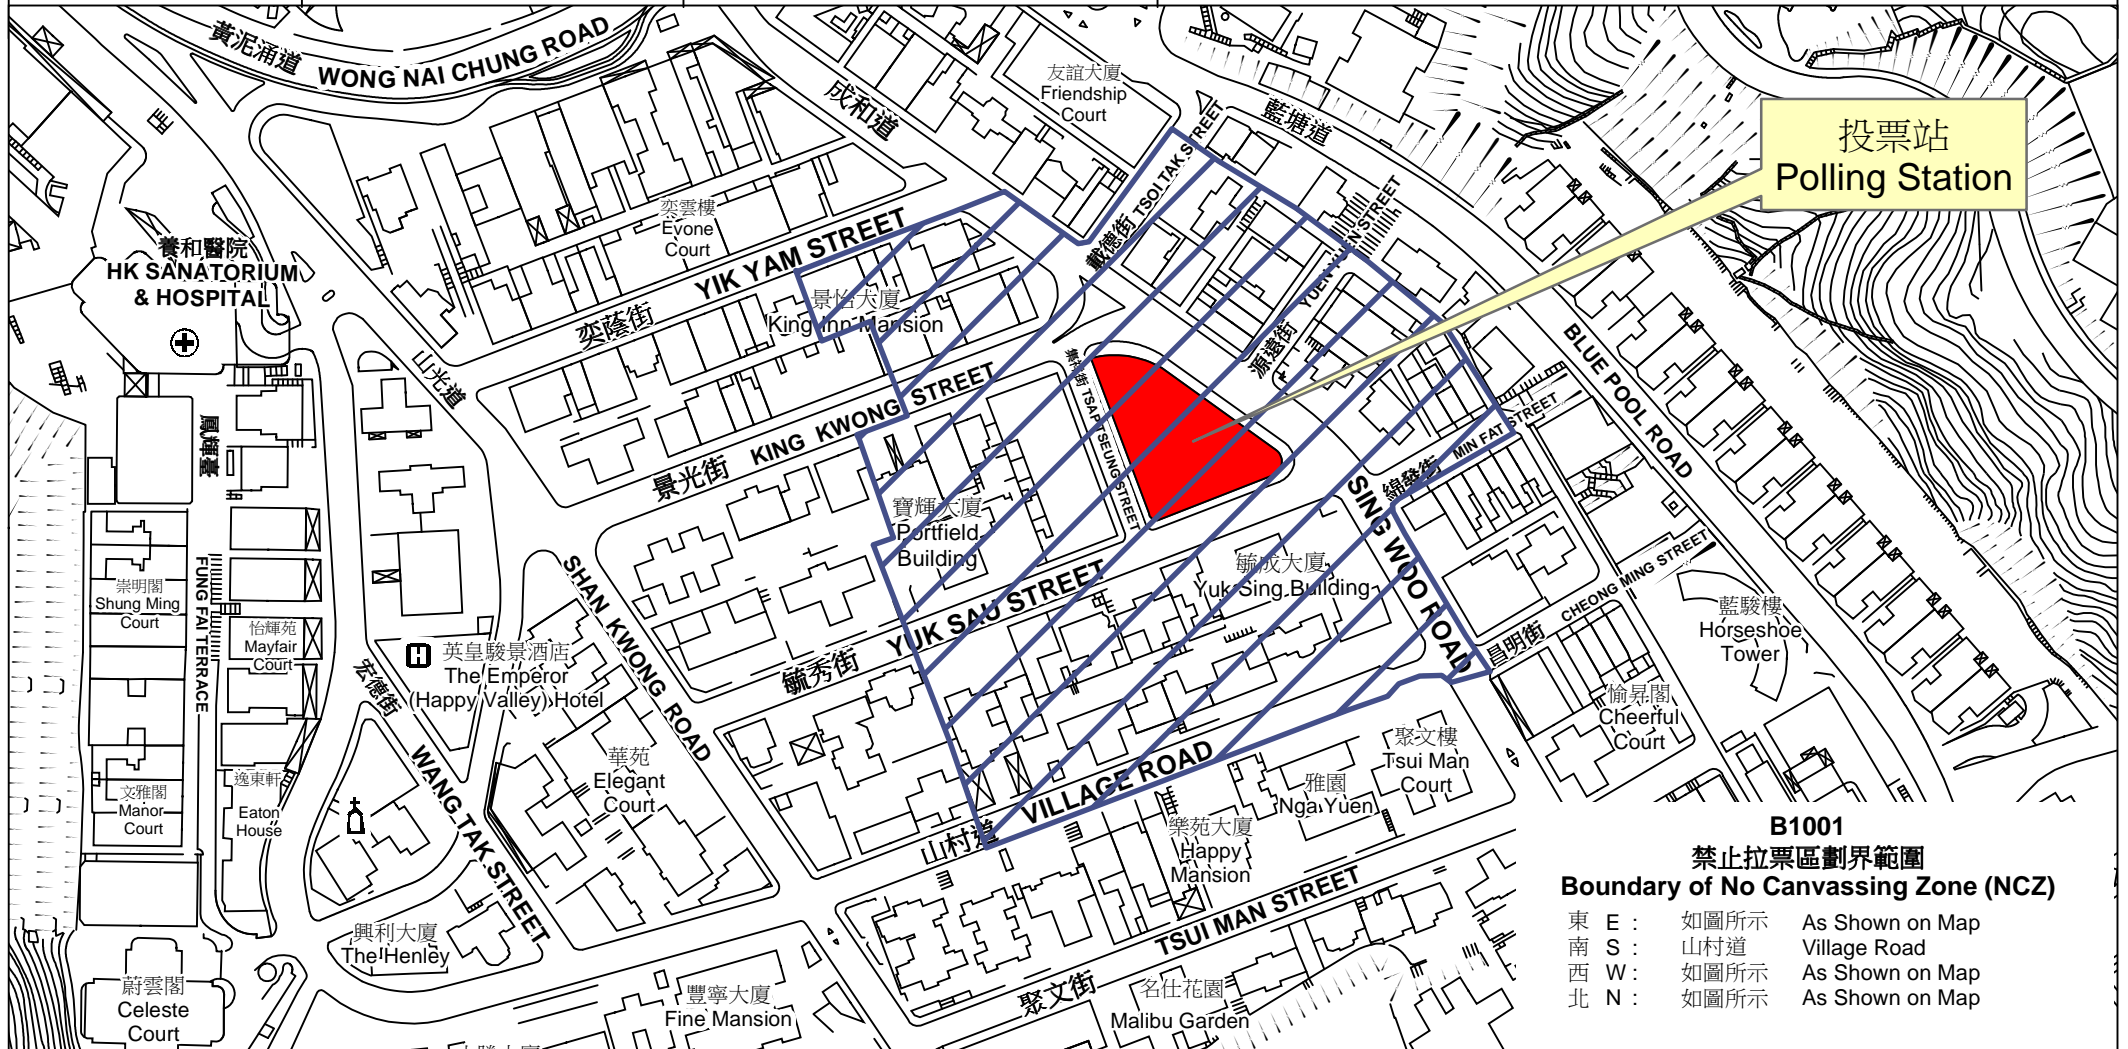 黃泥涌道 WONG NAI CHUNG ROAD
成和道
友誼大廈
Friendship
Court
藍塘道
投票站
Polling Station
養和醫院
HK SANATORIUM
& HOSPITAL
奕雲樓
Evone
Court
奕蔭街 YIK YAM STREET
戴德街 TSOI TAK STREET
源遠街 YUEN YUEN STREET
景怡大廈
King Inn Mansion
山光道
鳳輝臺
景光街 KING KWONG STREET
集祥街 TSAP TSEUNG STREET
BLUE POOL ROAD
綿發街 MIN FAT STREET
寶輝大廈
Portfield
Building
SING WOO ROAD
毓成大廈
Yuk Sing Building
昌明街 CHEONG MING STREET
藍駿樓
Horseshoe
Tower
崇明閣
Shung Ming
Court
FUNG FAI TERRACE
怡輝苑
Mayfair
Court
英皇駿景酒店
The Emperor
(Happy Valley) Hotel
SHAN KWONG ROAD
毓秀街 YUK SAU STREET
愉昇閣
Cheerful
Court
宏德街 WANG TAK STREET
華苑
Elegant
Court
聚文樓
Tsui Man
Court
雅園
Nga Yuen
山村道 VILLAGE ROAD
文雅閣
Manor
Court
逸東軒
Eaton
House
樂苑大廈
Happy
Mansion
興利大廈
The Henley
聚文街 TSUI MAN STREET
蔚雲閣
Celeste
Court
豐寧大廈
Fine Mansion
名仕花園
Malibu Garden
B1001
禁止拉票區劃界範圍
Boundary of No Canvassing Zone (NCZ)
東 E : 如圖所示 As Shown on Map
南 S : 山村道 Village Road
西 W : 如圖所示 As Shown on Map
北 N : 如圖所示 As Shown on Map